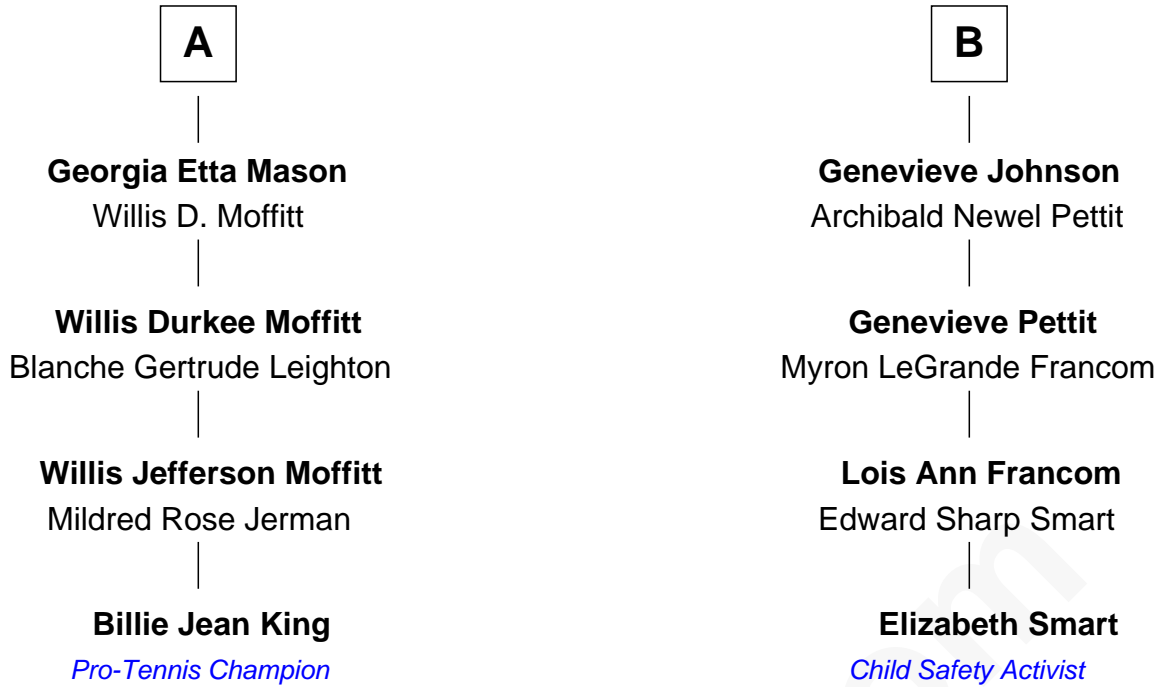 A
Georgia Etta Mason
Willis D. Moffitt
Willis Durkee Moffitt
Blanche Gertrude Leighton
Willis Jefferson Moffitt
Mildred Rose Jerman
Billie Jean King
Pro-Tennis Champion
B
Genevieve Johnson
Archibald Newel Pettit
Genevieve Pettit
Myron LeGrande Francom
Lois Ann Francom
Edward Sharp Smart
Elizabeth Smart
Child Safety Activist